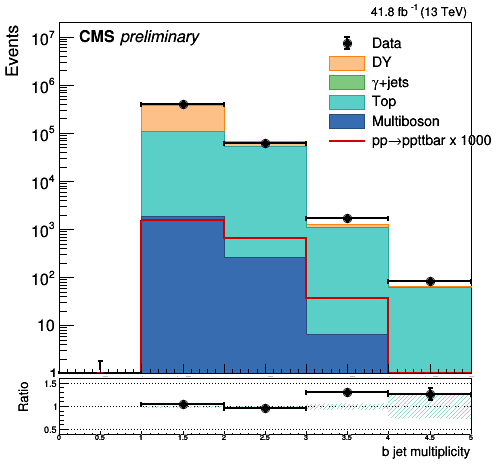 41.8 fb⁻¹ (13 TeV)
CMS preliminary
Events
10⁷
10⁶
10⁵
10⁴
10³
10²
10
1
Data
DY
γ+jets
Top
Multiboson
pp→ppttbar x 1000
Ratio
1.5
1
0.5
0 0.5 1 1.5 2 2.5 3 3.5 4 4.5 5
b jet multiplicity